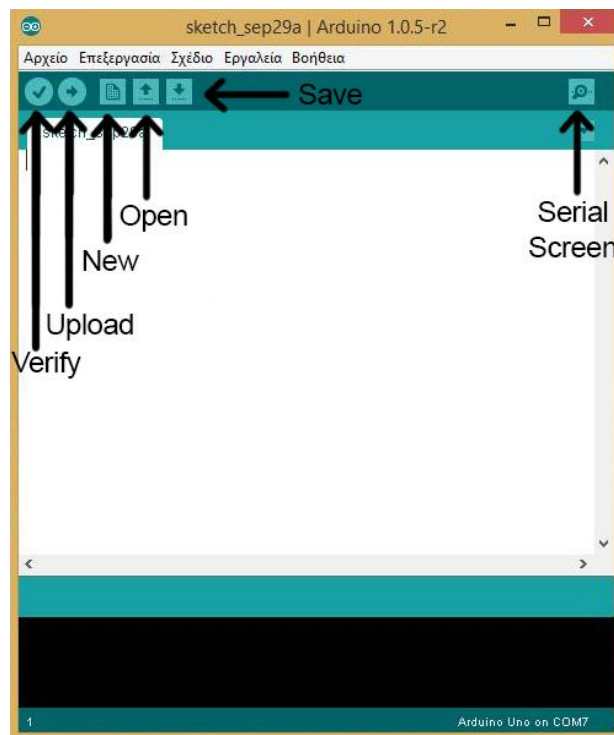 sketch_sep29a | Arduino 1.0.5-r2
Αρχείο Επεξεργασία Σχέδιο Εργαλεία Βοήθεια
Save
sketch_sep29a
Open
Serial
Screen
New
Upload
Verify
1
Arduino Uno on COM7